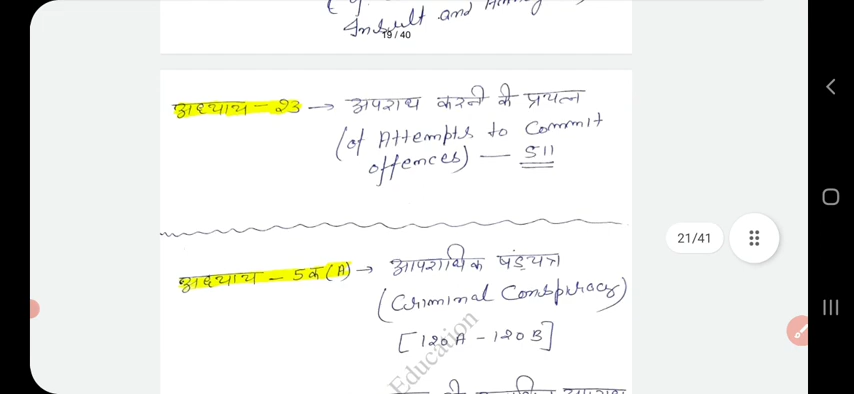 Insult and
19/40
अध्याय - 23 → अपराध करने के प्रयत्न
(of Attempts to Commit
offences) — 511
21/41
अध्याय - 5क (A) → आपराधिक षंड्यत्र
(Criminal Conspiracy)
[120A - 120B]
Education